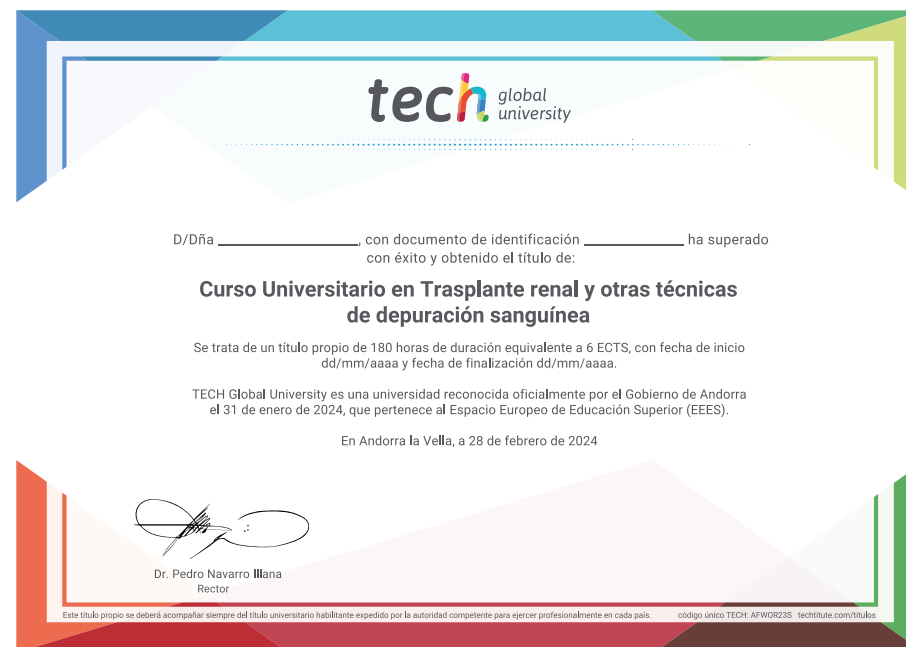 tech global university
D/Dña ____________________, con documento de identificación ______________ ha superado
con éxito y obtenido el título de:
Curso Universitario en Trasplante renal y otras técnicas
de depuración sanguínea
Se trata de un título propio de 180 horas de duración equivalente a 6 ECTS, con fecha de inicio
dd/mm/aaaa y fecha de finalización dd/mm/aaaa.
TECH Global University es una universidad reconocida oficialmente por el Gobierno de Andorra
el 31 de enero de 2024, que pertenece al Espacio Europeo de Educación Superior (EEES).
En Andorra la Vella, a 28 de febrero de 2024
Dr. Pedro Navarro Illana
Rector
Este título propio se deberá acompañar siempre del título universitario habilitante expedido por la autoridad competente para ejercer profesionalmente en cada país. código único TECH: AFWOR23S techtitute.com/titulos